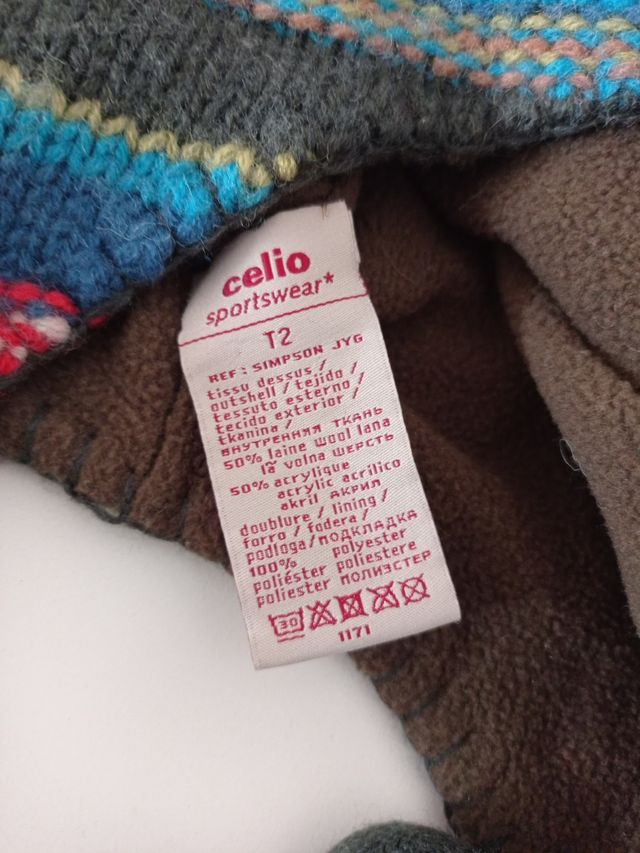 celio
sportswear*
T2
REF: SIMPSON JYG
tissu dessus /
outshell / tejido /
tessuto esterno /
tecido exterior /
tkanina /
ВНУТРЕННЯЯ ТКАНЬ
50% laine wool lana
lã volna ШЕРСТЬ
50% acrylique
acrylic acrilico
akril АКРИЛ
doublure / lining /
forro / fodera /
podloga/ПОДКЛАДКА
100% polyester
poliéster poliestere
poliester ПОЛИЭСТЕР
30
1171